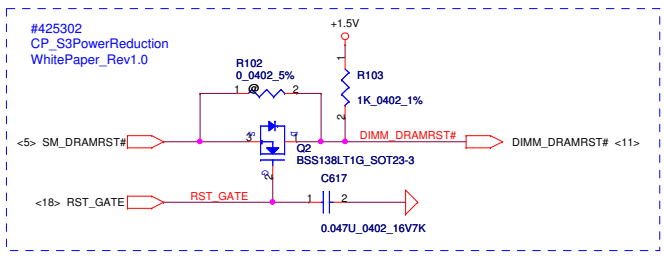 #425302
CP_S3PowerReduction
WhitePaper_Rev1.0
+1.5V
R102
0_0402_5%
1 @ 2
1
R103
1K_0402_1%
2
<5> SM_DRAMRST#
3 S D 1
DIMM_DRAMRST#
DIMM_DRAMRST# <11>
Q2
BSS138LT1G_SOT23-3
G
2
C617
<18> RST_GATE
RST_GATE
1 2
0.047U_0402_16V7K